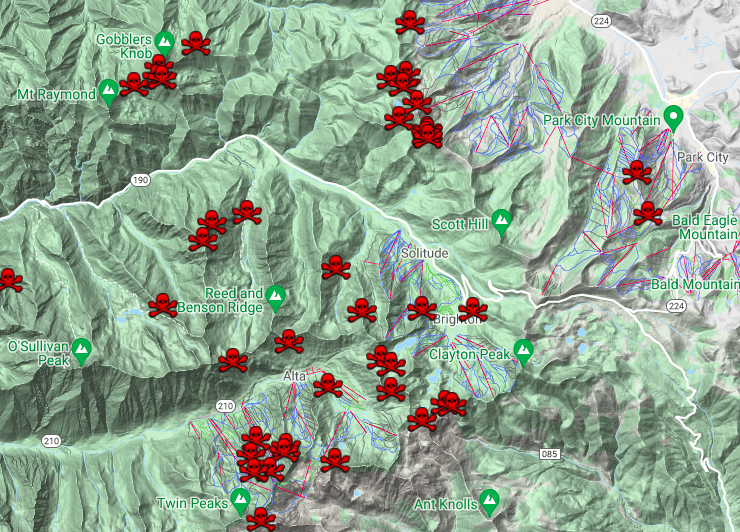 224
Gobblers
Knob
Mt Raymond
Park City Mountain
Park City
190
Scott Hill
Bald Eagle
Mountain
Solitude
Bald Mountain
Reed and
Benson Ridge
224
Brighton
O'Sullivan
Peak
Clayton Peak
Alta
210
210
085
Twin Peaks
Ant Knolls